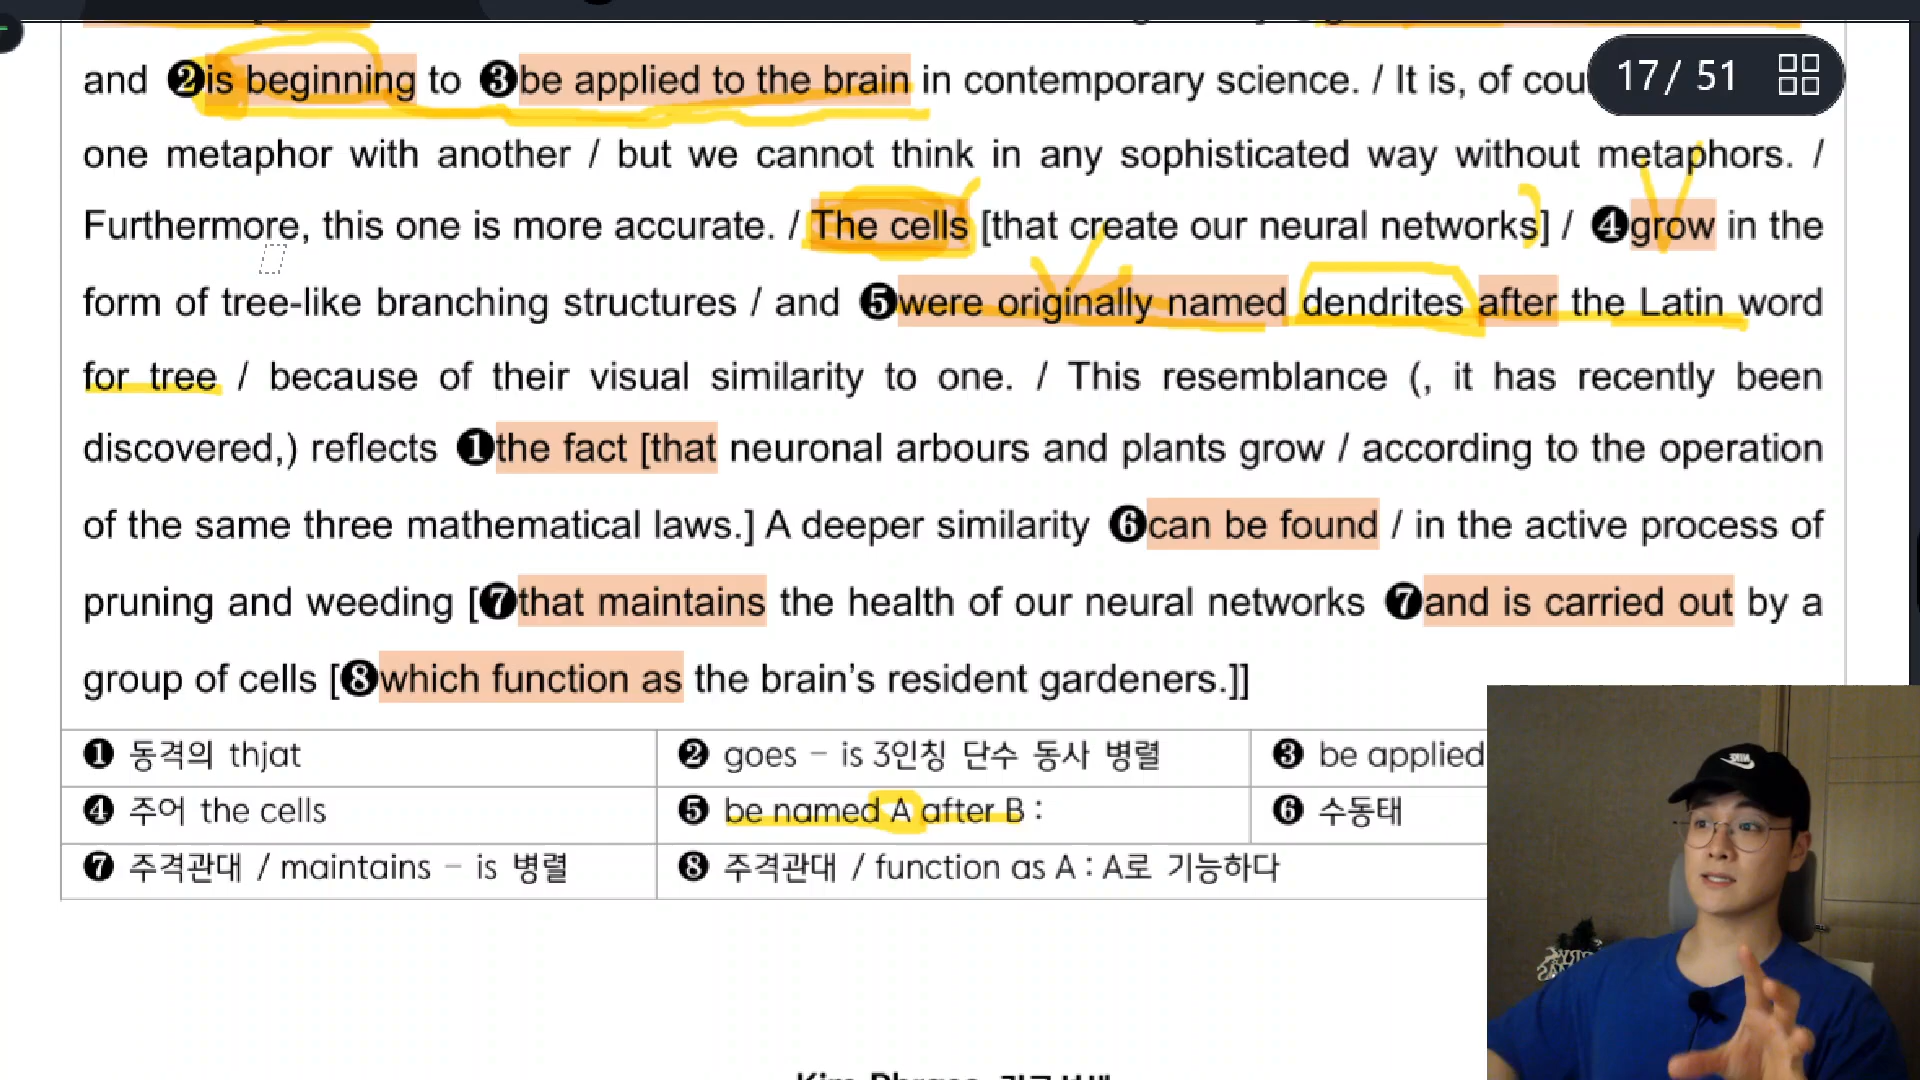 and ❷is beginning to ❸be applied to the brain in contemporary science. / It is, of cou
17 / 51
one metaphor with another / but we cannot think in any sophisticated way without metaphors. /
Furthermore, this one is more accurate. / The cells [that create our neural networks] / ❹grow in the
form of tree-like branching structures / and ❺were originally named dendrites after the Latin word
for tree / because of their visual similarity to one. / This resemblance (, it has recently been
discovered,) reflects ❶the fact [that neuronal arbours and plants grow / according to the operation
of the same three mathematical laws.] A deeper similarity ❻can be found / in the active process of
pruning and weeding [❼that maintains the health of our neural networks ❼and is carried out by a
group of cells [❽which function as the brain’s resident gardeners.]]
❶ 동격의 thjat
❷ goes – is 3인칭 단수 동사 병렬
❸ be applied
❹ 주어 the cells
❺ be named A after B :
❻ 수동태
❼ 주격관대 / maintains – is 병렬
❽ 주격관대 / function as A : A로 기능하다